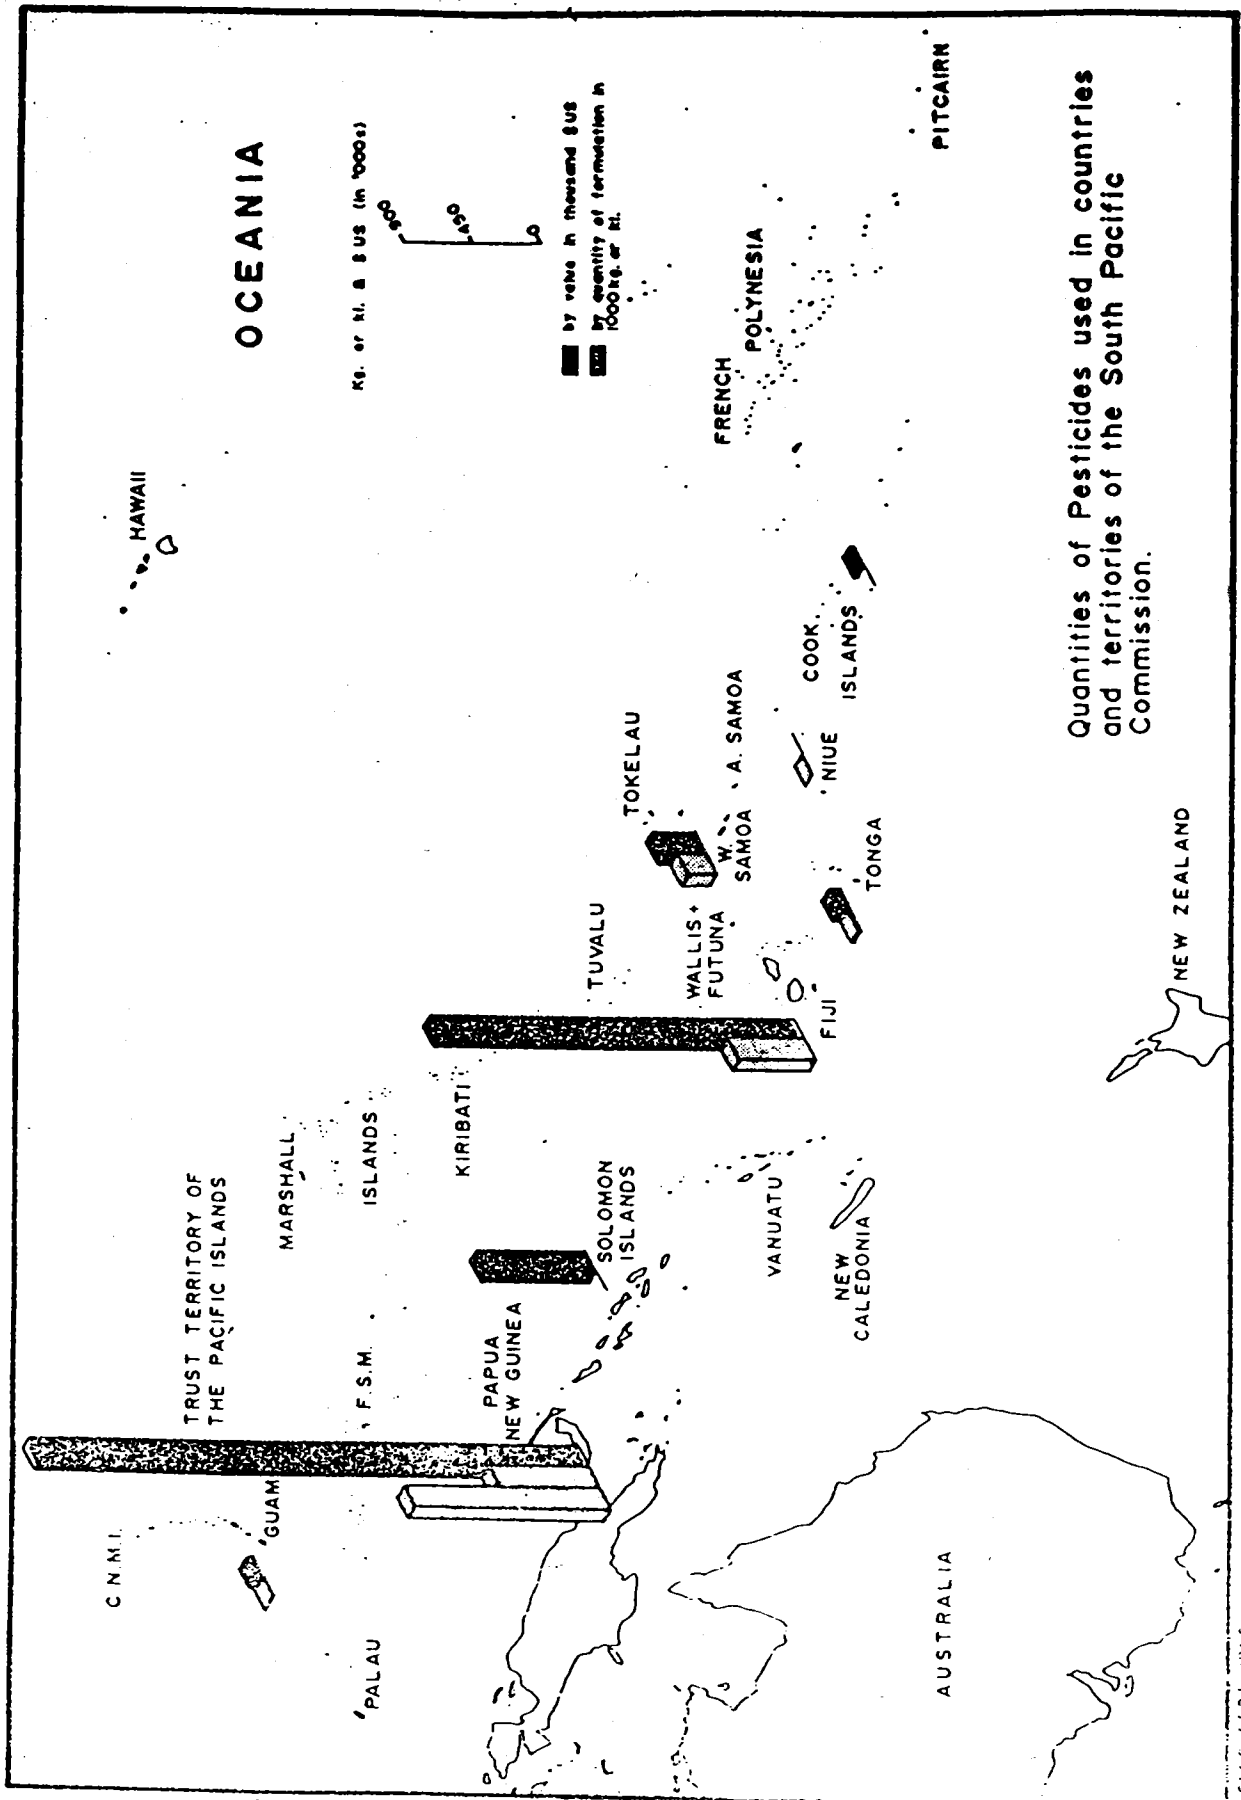 OCEANIA
Kg. or kl. & $US (in '000s)
900
450
0
by value in thousand $US
by quantity of formulation in
1000kg. or kl.
HAWAII
C.N.M.I.
GUAM
TRUST TERRITORY OF
THE PACIFIC ISLANDS
MARSHALL
ISLANDS
PALAU
F.S.M.
KIRIBATI
PAPUA
NEW GUINEA
SOLOMON
ISLANDS
TUVALU
TOKELAU
WALLIS +
FUTUNA
W.
SAMOA
A. SAMOA
FRENCH
POLYNESIA
PITCAIRN
COOK
ISLANDS
NIUE
TONGA
FIJI
VANUATU
NEW
CALEDONIA
AUSTRALIA
NEW ZEALAND
Quantities of Pesticides used in countries
and territories of the South Pacific
Commission.